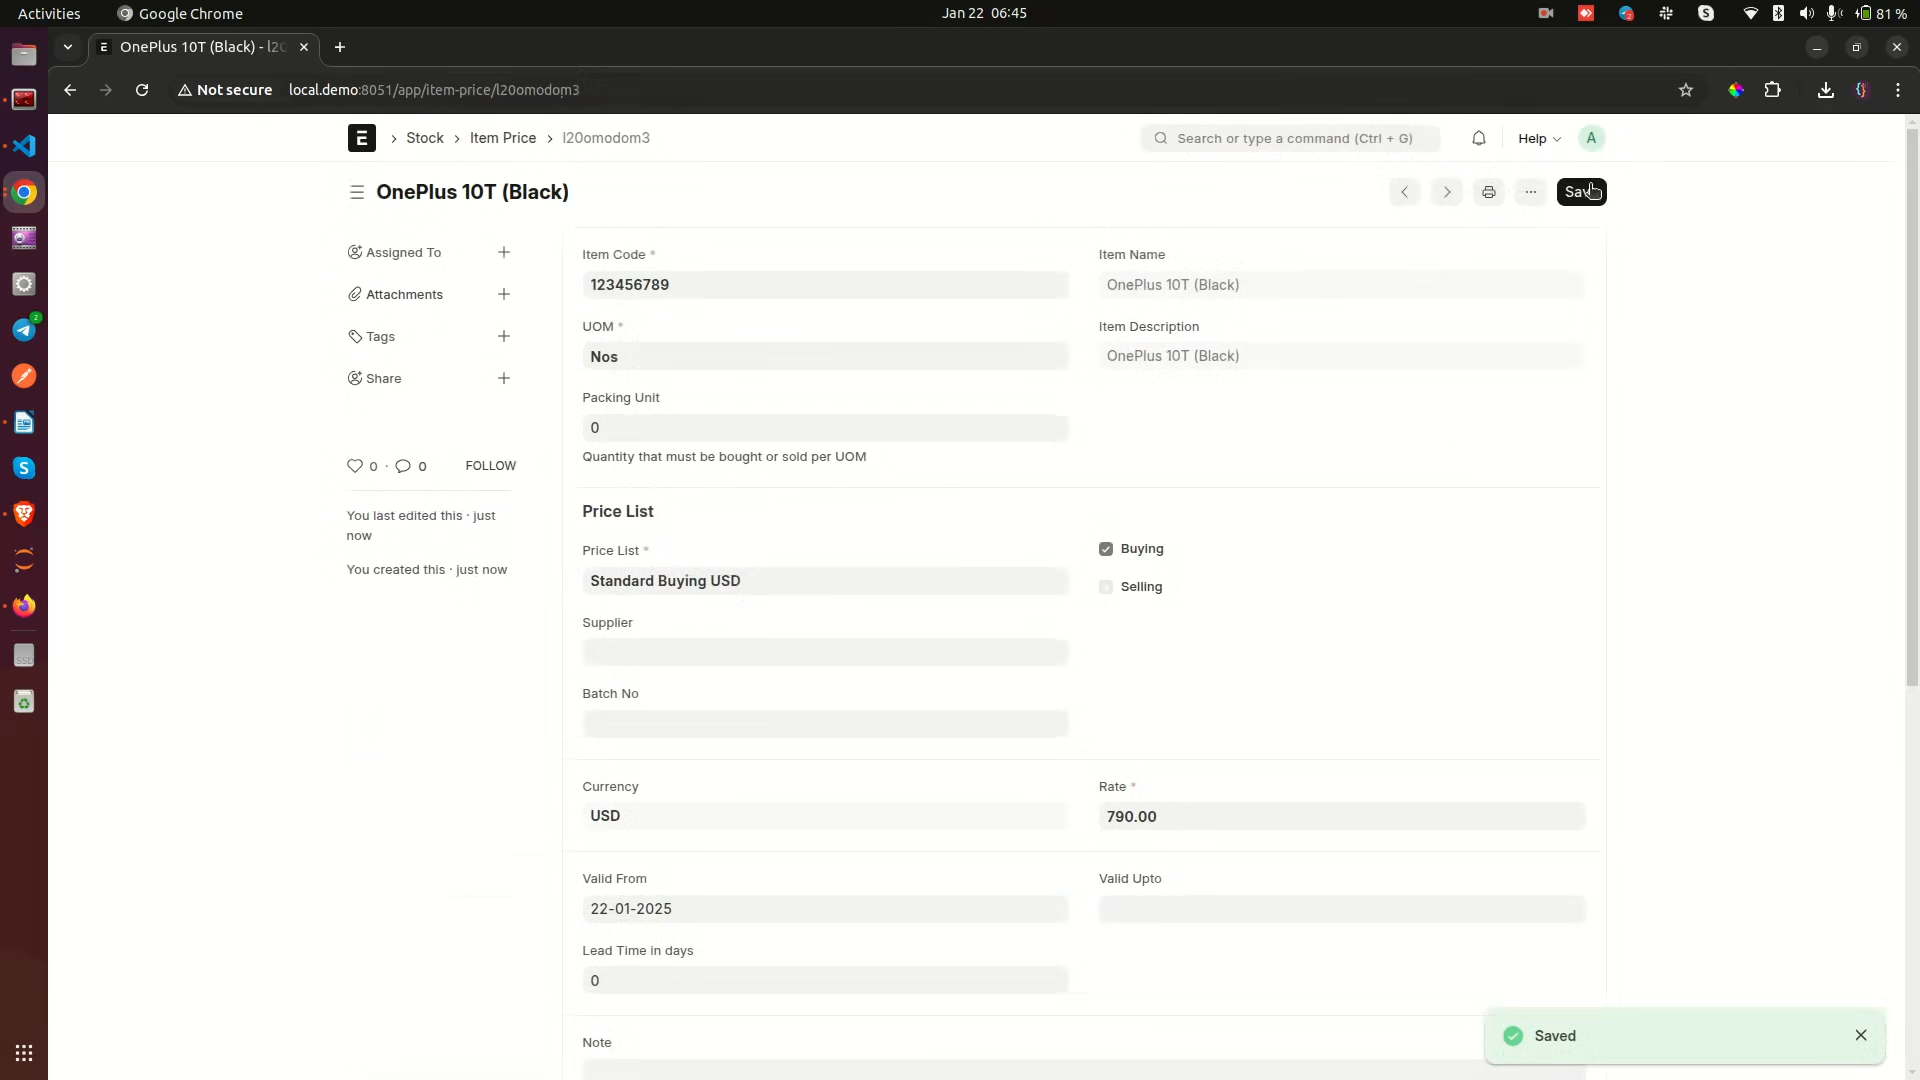 Activities
Google Chrome
Jan 22 06:45
81 %
OnePlus 10T (Black) - l20
Not secure
local.demo:8051/app/item-price/l20omodom3
E
Stock
Item Price
l20omodom3
Search or type a command (Ctrl + G)
Help
A
OnePlus 10T (Black)
Assigned To
Attachments
Tags
Share
0 · 0
FOLLOW
You last edited this · just
now
You created this · just now
Item Code *
123456789
Item Name
OnePlus 10T (Black)
UOM *
Nos
Item Description
OnePlus 10T (Black)
Packing Unit
0
Quantity that must be bought or sold per UOM
Price List
Price List *
Standard Buying USD
Buying
Selling
Supplier
Batch No
Currency
USD
Rate *
790.00
Valid From
22-01-2025
Valid Upto
Lead Time in days
0
Note
Saved